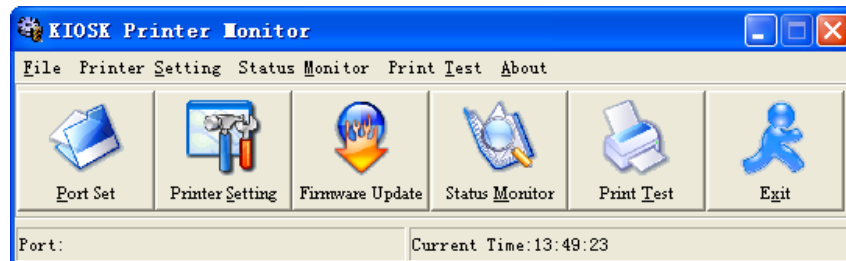 KIOSK Printer Monitor
File Printer Setting Status Monitor Print Test About
Port Set Printer Setting Firmware Update Status Monitor Print Test Exit
Port: Current Time:13:49:23